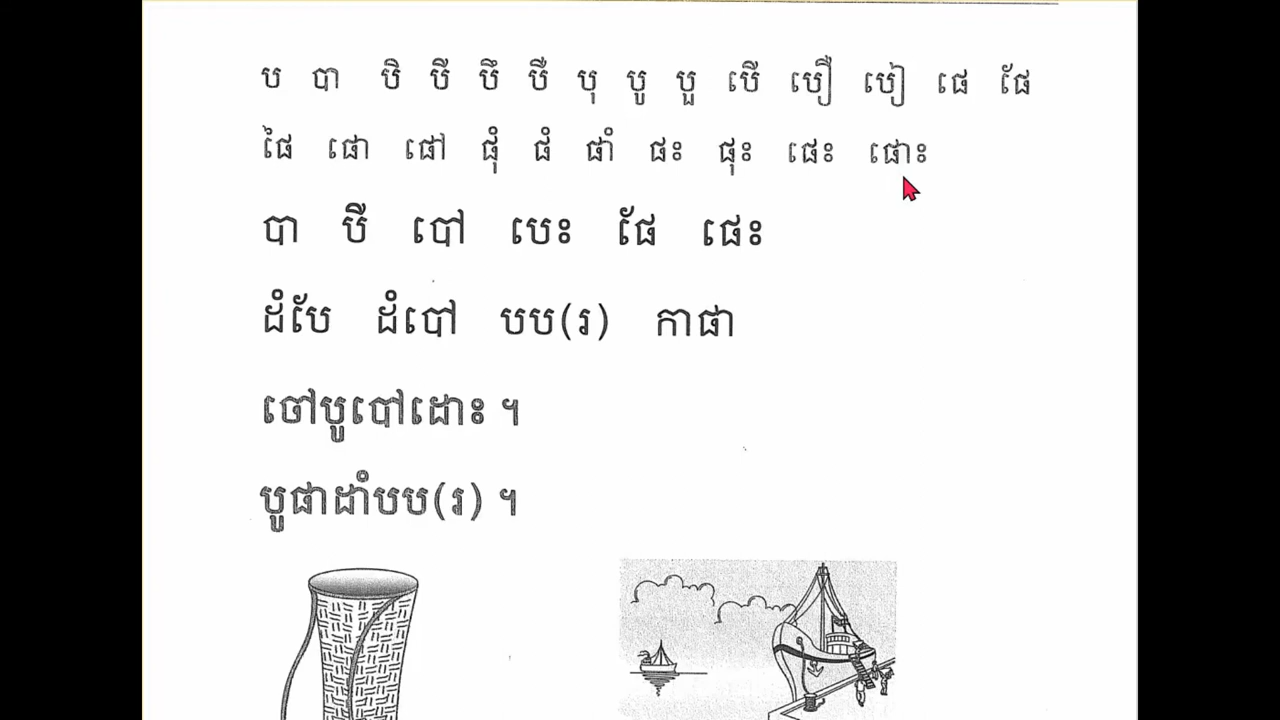 ប បា បិ បី បឹ បឺ បុ បូ បួ បើ បឿ បៀ ផេ ផែ
ផៃ ផោ ផៅ ផុំ ផំ ផាំ ផះ ផុះ ផេះ ផោះ
បា បី បៅ បេះ ផែ ផេះ
ដំបែ ដំបៅ បប(រ) កាផា
ចៅបូបៅដោះ ។
បូផាដាំបប(រ) ។